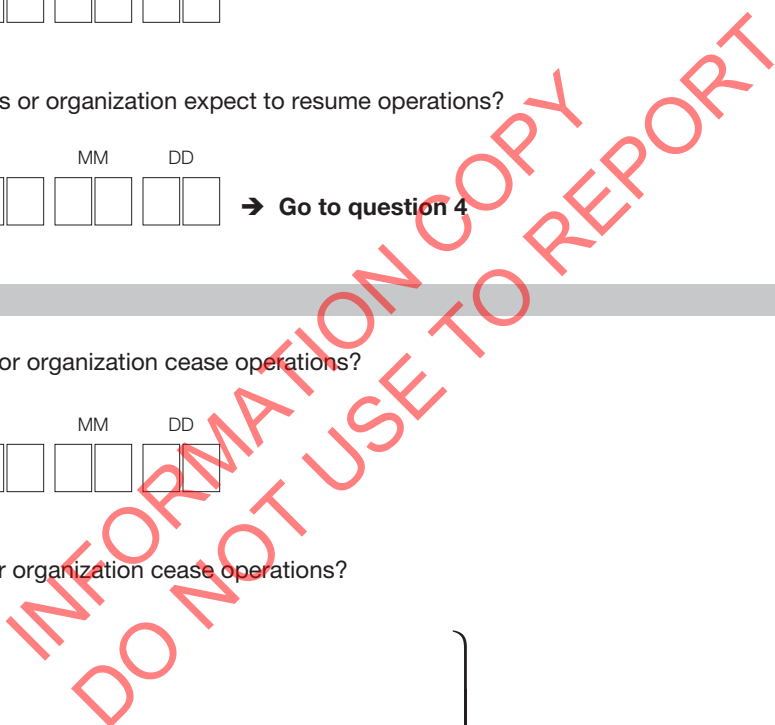 s or organization expect to resume operations?
MM DD
➔ Go to question 4
or organization cease operations?
MM DD
r organization cease operations?
INFORMATION COPY
DO NOT USE TO REPORT